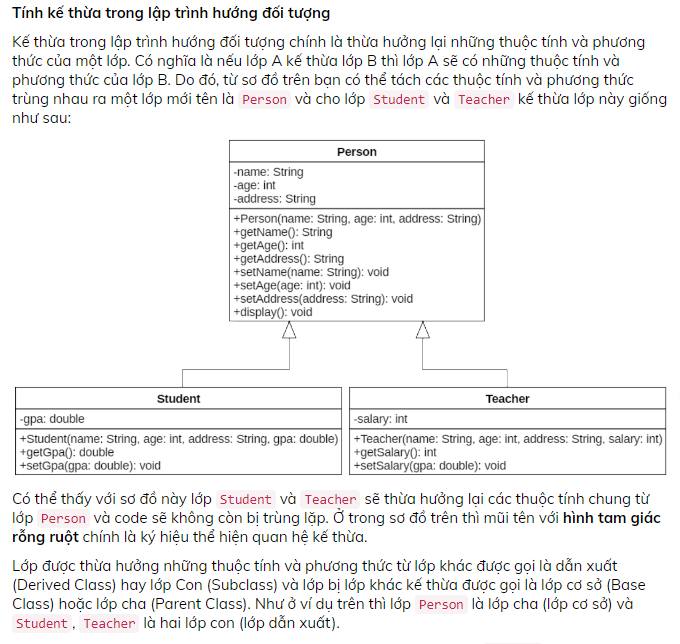 Tính kế thừa trong lập trình hướng đối tượng
Kế thừa trong lập trình hướng đối tượng chính là thừa hưởng lại những thuộc tính và phương
thức của một lớp. Có nghĩa là nếu lớp A kế thừa lớp B thì lớp A sẽ có những thuộc tính và
phương thức của lớp B. Do đó, từ sơ đồ trên bạn có thể tách các thuộc tính và phương thức
trùng nhau ra một lớp mới tên là Person và cho lớp Student và Teacher kế thừa lớp này giống
như sau:
Person
-name: String
-age: int
-address: String
+Person(name: String, age: int, address: String)
+getName(): String
+getAge(): int
+getAddress(): String
+setName(name: String): void
+setAge(age: int): void
+setAddress(address: String): void
+display(): void
Student
-gpa: double
+Student(name: String, age: int, address: String, gpa: double)
+getGpa(): double
+setGpa(gpa: double): void
Teacher
-salary: int
+Teacher(name: String, age: int, address: String, salary: int)
+getSalary(): int
+setSalary(gpa: double): void
Có thể thấy với sơ đồ này lớp Student và Teacher sẽ thừa hưởng lại các thuộc tính chung từ
lớp Person và code sẽ không còn bị trùng lặp. Ở trong sơ đồ trên thì mũi tên với hình tam giác
rỗng ruột chính là ký hiệu thể hiện quan hệ kế thừa.
Lớp được thừa hưởng những thuộc tính và phương thức từ lớp khác được gọi là dẫn xuất
(Derived Class) hay lớp Con (Subclass) và lớp bị lớp khác kế thừa được gọi là lớp cơ sở (Base
Class) hoặc lớp cha (Parent Class). Như ở ví dụ trên thì lớp Person là lớp cha (lớp cơ sở) và
Student, Teacher là hai lớp con (lớp dẫn xuất).